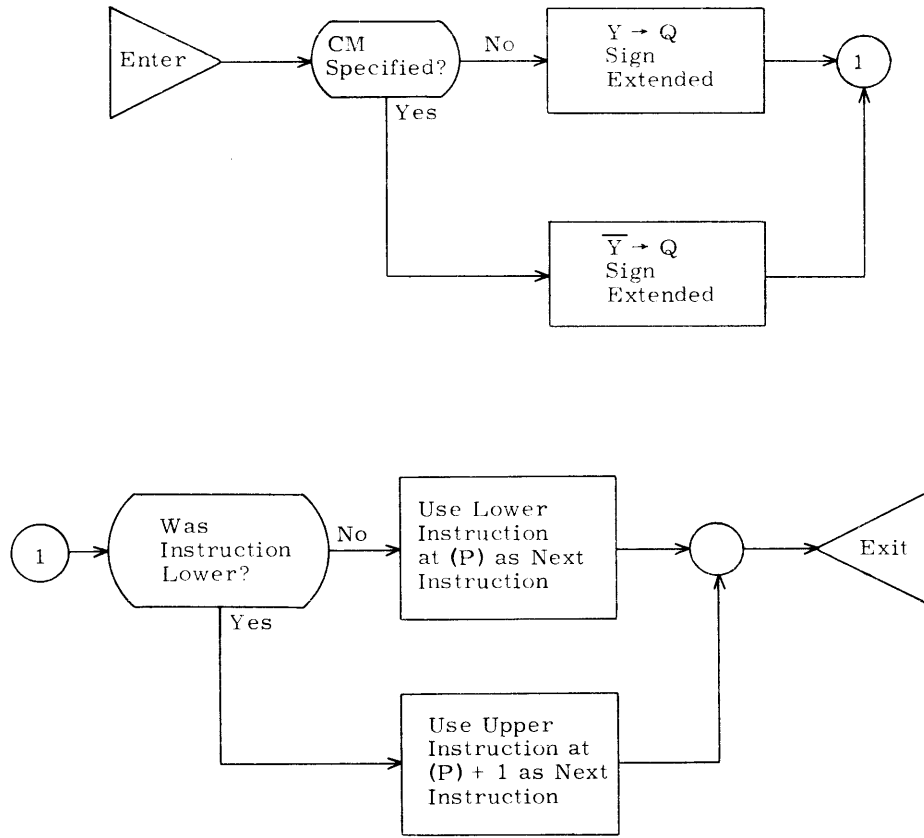 Enter
CM
Specified?
No
Yes
Y → Q
Sign
Extended
1
Y̅ → Q
Sign
Extended
1
Was
Instruction
Lower?
No
Yes
Use Lower
Instruction
at (P) as Next
Instruction
Exit
Use Upper
Instruction at
(P) + 1 as Next
Instruction